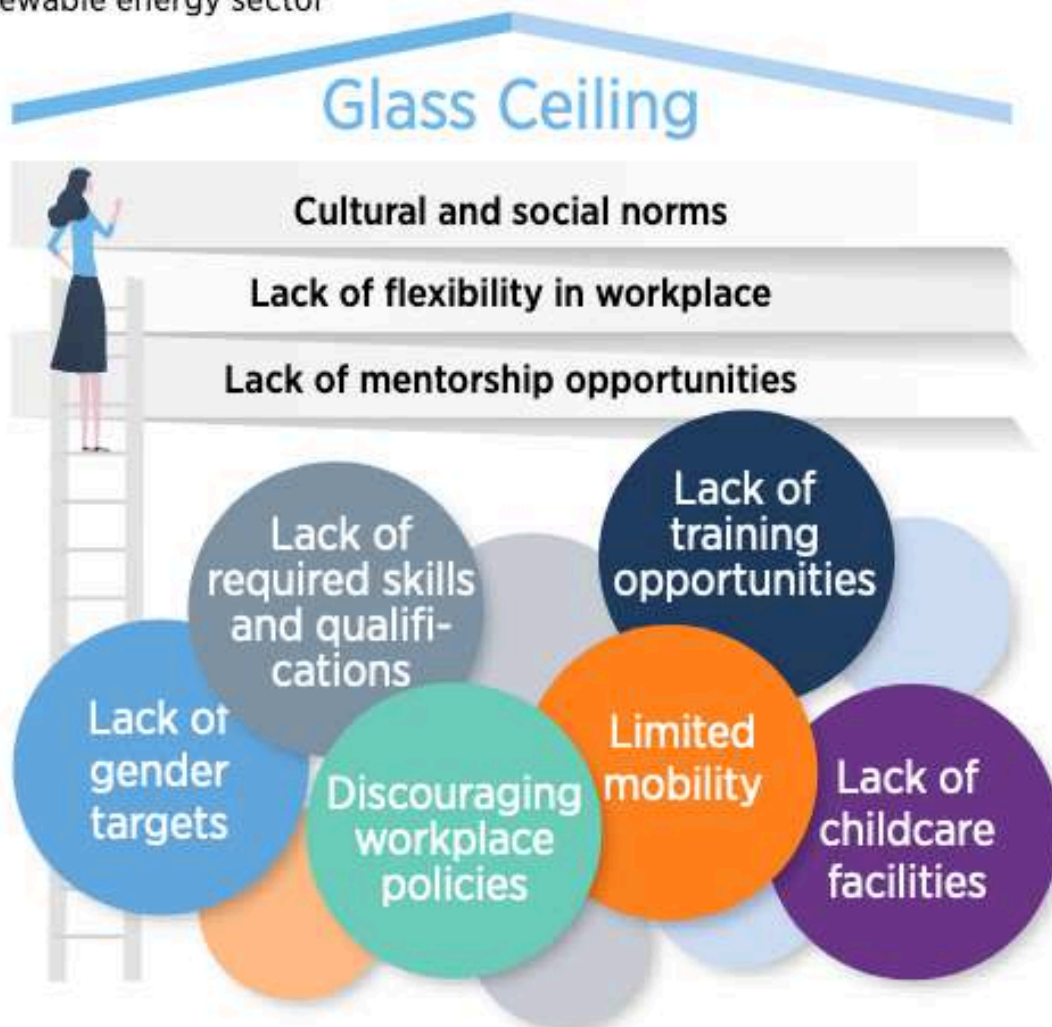 energy sector
Glass Ceiling
Cultural and social norms
Lack of flexibility in workplace
Lack of mentorship opportunities
Lack of
training
opportunities
Lack of
required skills
and qualifi-
cations
Lack of
gender
targets
Discouraging
workplace
policies
Limited
mobility
Lack of
childcare
facilities